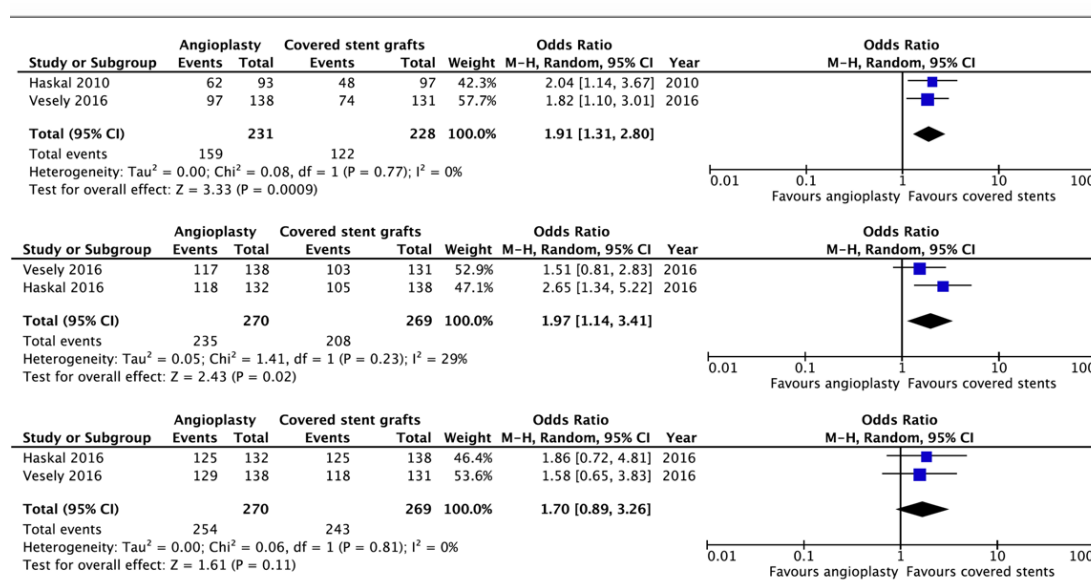 Angioplasty Covered stent grafts Odds Ratio Odds Ratio
Study or Subgroup Events Total Events Total Weight M-H, Random, 95% CI Year M-H, Random, 95% CI
Haskal 2010 62 93 48 97 42.3% 2.04 [1.14, 3.67] 2010
Vesely 2016 97 138 74 131 57.7% 1.82 [1.10, 3.01] 2016
Total (95% CI) 231 228 100.0% 1.91 [1.31, 2.80]
Total events 159 122
Heterogeneity: Tau² = 0.00; Chi² = 0.08, df = 1 (P = 0.77); I² = 0%
Test for overall effect: Z = 3.33 (P = 0.0009)
0.01 0.1 1 10 100
Favours angioplasty Favours covered stents
Angioplasty Covered stent grafts Odds Ratio Odds Ratio
Study or Subgroup Events Total Events Total Weight M-H, Random, 95% CI Year M-H, Random, 95% CI
Vesely 2016 117 138 103 131 52.9% 1.51 [0.81, 2.83] 2016
Haskal 2016 118 132 105 138 47.1% 2.65 [1.34, 5.22] 2016
Total (95% CI) 270 269 100.0% 1.97 [1.14, 3.41]
Total events 235 208
Heterogeneity: Tau² = 0.05; Chi² = 1.41, df = 1 (P = 0.23); I² = 29%
Test for overall effect: Z = 2.43 (P = 0.02)
0.01 0.1 1 10 100
Favours angioplasty Favours covered stents
Angioplasty Covered stent grafts Odds Ratio Odds Ratio
Study or Subgroup Events Total Events Total Weight M-H, Random, 95% CI Year M-H, Random, 95% CI
Haskal 2016 125 132 125 138 46.4% 1.86 [0.72, 4.81] 2016
Vesely 2016 129 138 118 131 53.6% 1.58 [0.65, 3.83] 2016
Total (95% CI) 270 269 100.0% 1.70 [0.89, 3.26]
Total events 254 243
Heterogeneity: Tau² = 0.00; Chi² = 0.06, df = 1 (P = 0.81); I² = 0%
Test for overall effect: Z = 1.61 (P = 0.11)
0.01 0.1 1 10 100
Favours angioplasty Favours covered stents